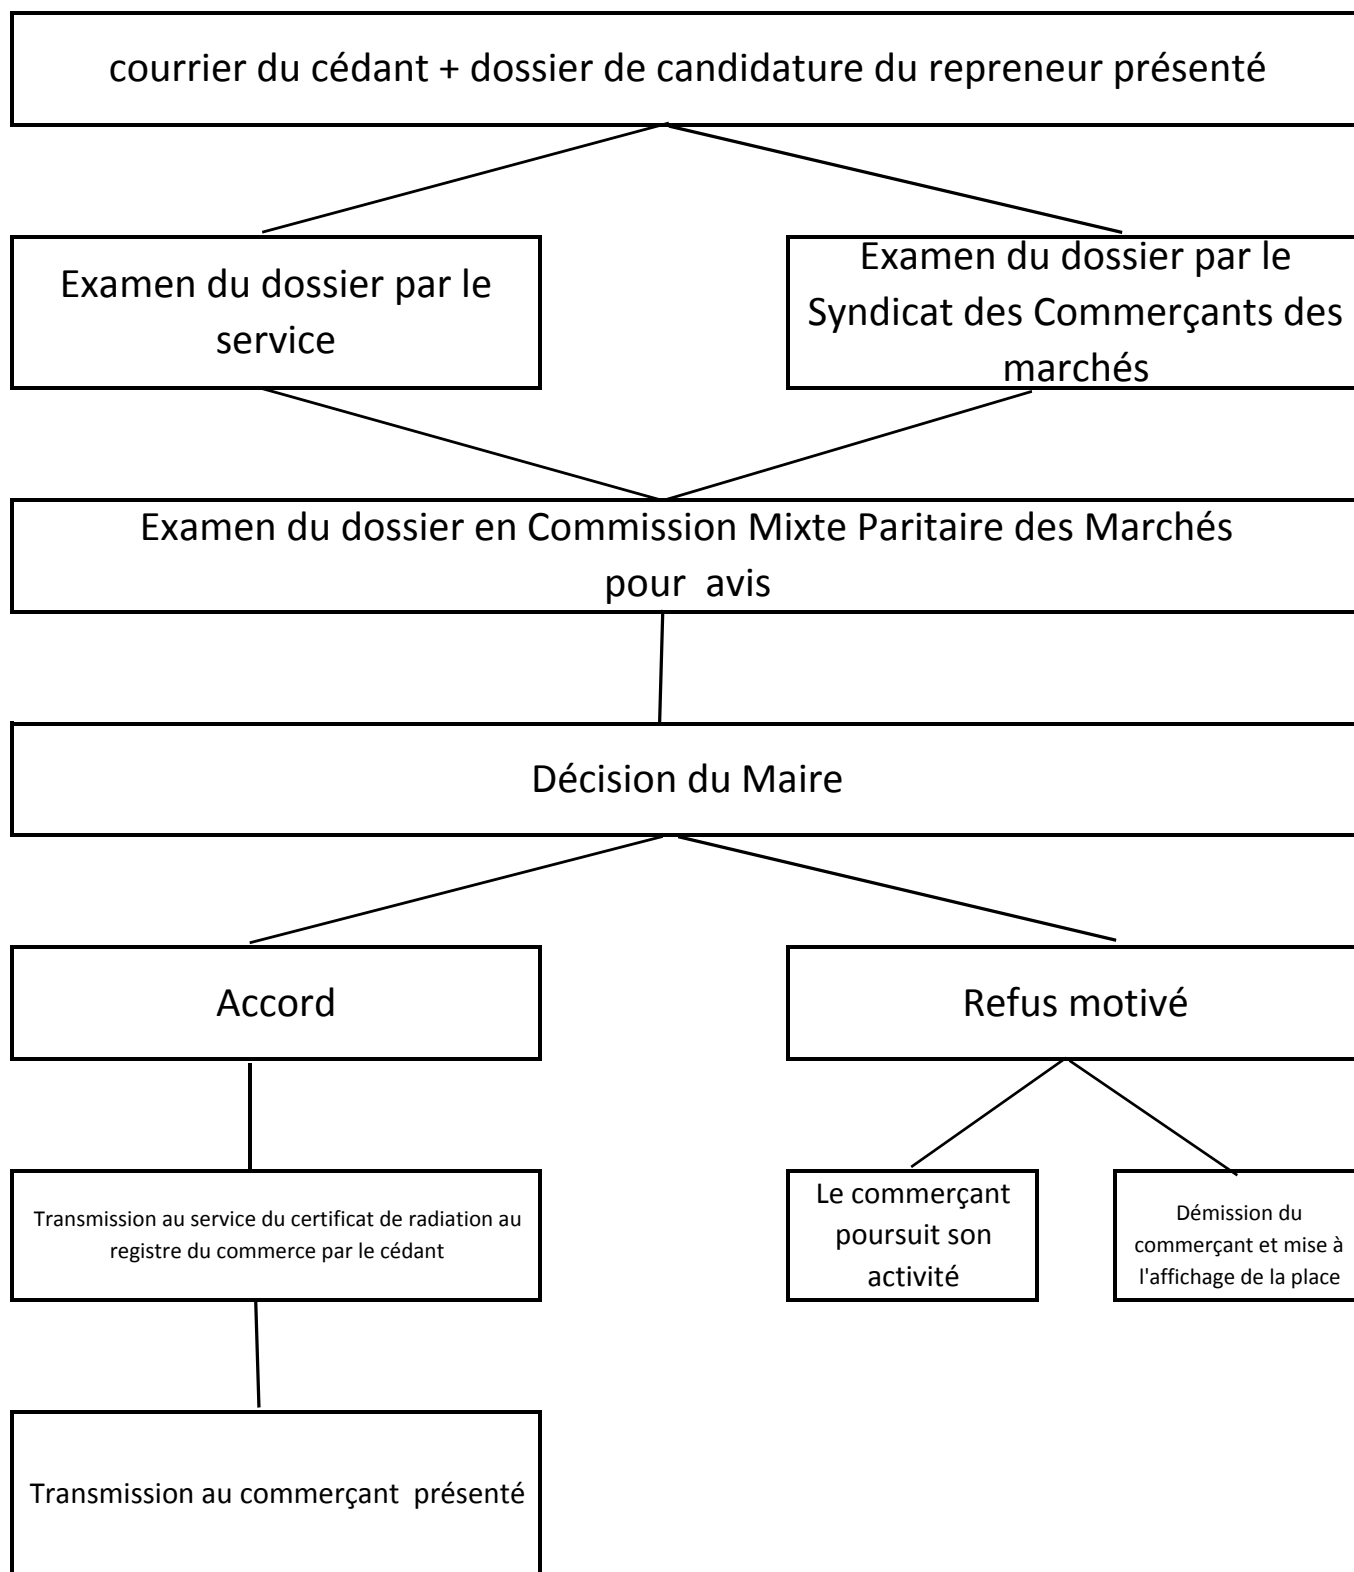 courrier du cédant + dossier de candidature du repreneur présenté
Examen du dossier par le
service
Examen du dossier par le
Syndicat des Commerçants des
marchés
Examen du dossier en Commission Mixte Paritaire des Marchés
pour  avis
Décision du Maire
Accord
Refus motivé
Transmission au service du certificat de radiation au
registre du commerce par le cédant
Le commerçant
poursuit son
activité
Démission du
commerçant et mise à
l'affichage de la place
Transmission au commerçant  présenté